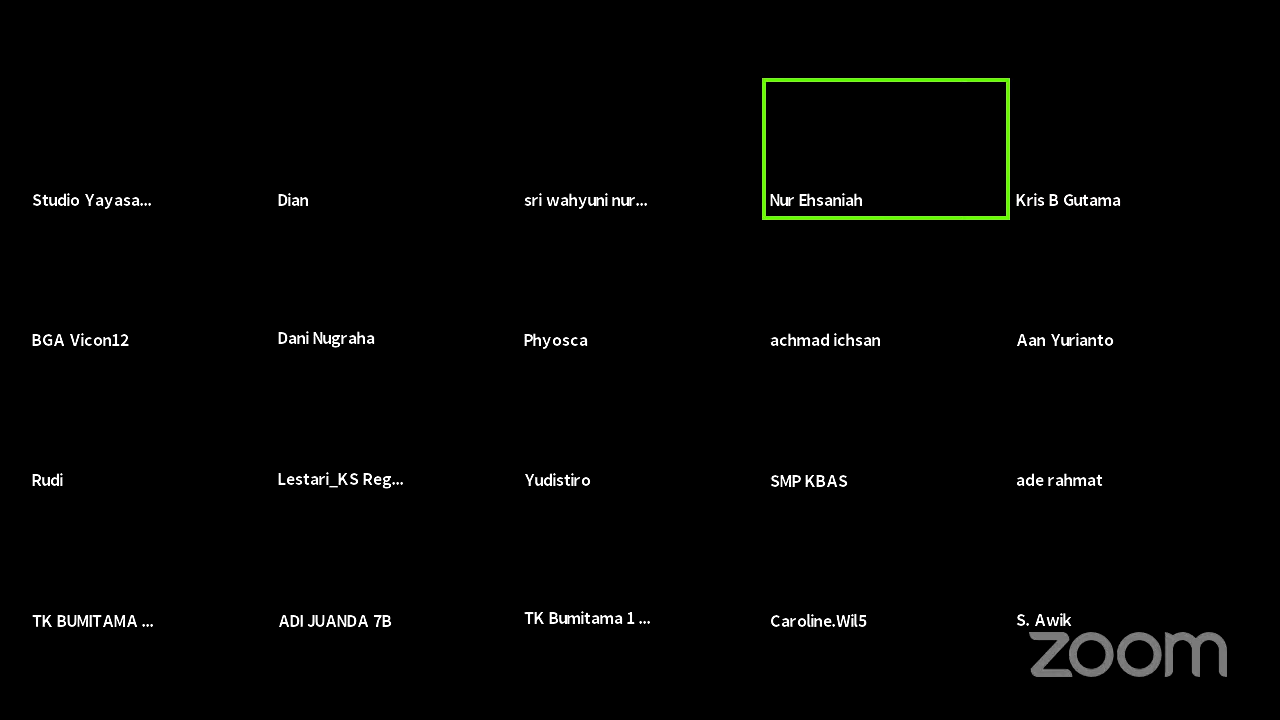 Studio Yayasa...
Dian
sri wahyuni nur...
Nur Ehsaniah
Kris B Gutama
BGA Vicon12
Dani Nugraha
Phyosca
achmad ichsan
Aan Yurianto
Rudi
Lestari_KS Reg...
Yudistiro
SMP KBAS
ade rahmat
TK BUMITAMA ...
ADI JUANDA 7B
TK Bumitama 1 ...
Caroline.Wil5
S. Awik
zoom